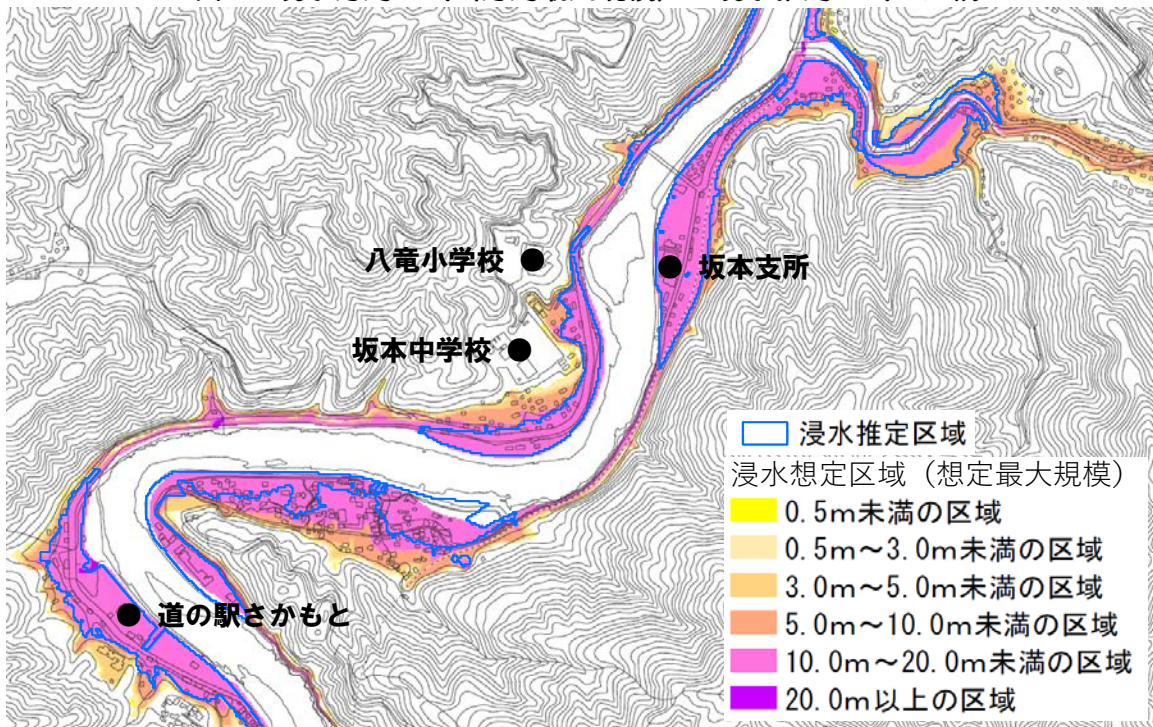 八竜小学校
坂本支所
坂本中学校
道の駅さかもと
浸水推定区域
浸水想定区域（想定最大規模）
0.5m未満の区域
0.5m～3.0m未満の区域
3.0m～5.0m未満の区域
5.0m～10.0m未満の区域
10.0m～20.0m未満の区域
20.0m以上の区域